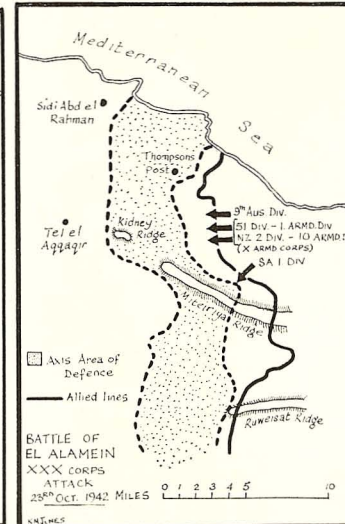 Mediterranean
Sea
Sidi Abd el
Rahman
Thompsons
Post
9th Aus. Div.
51 DIV - 1. ARMD. DIV
NZ 2 DIV - 10 ARMD.
(X ARMD CORPS)
SA 1 DIV
Tel el
Aqqaqir
Kidney
Ridge
Miteiriya Ridge
Ruweisat Ridge
Axis Area of
Defence
Allied lines
BATTLE OF
EL ALAMEIN
XXX CORPS
ATTACK
23RD OCT. 1942 MILES
0 1 2 3 4 5 10